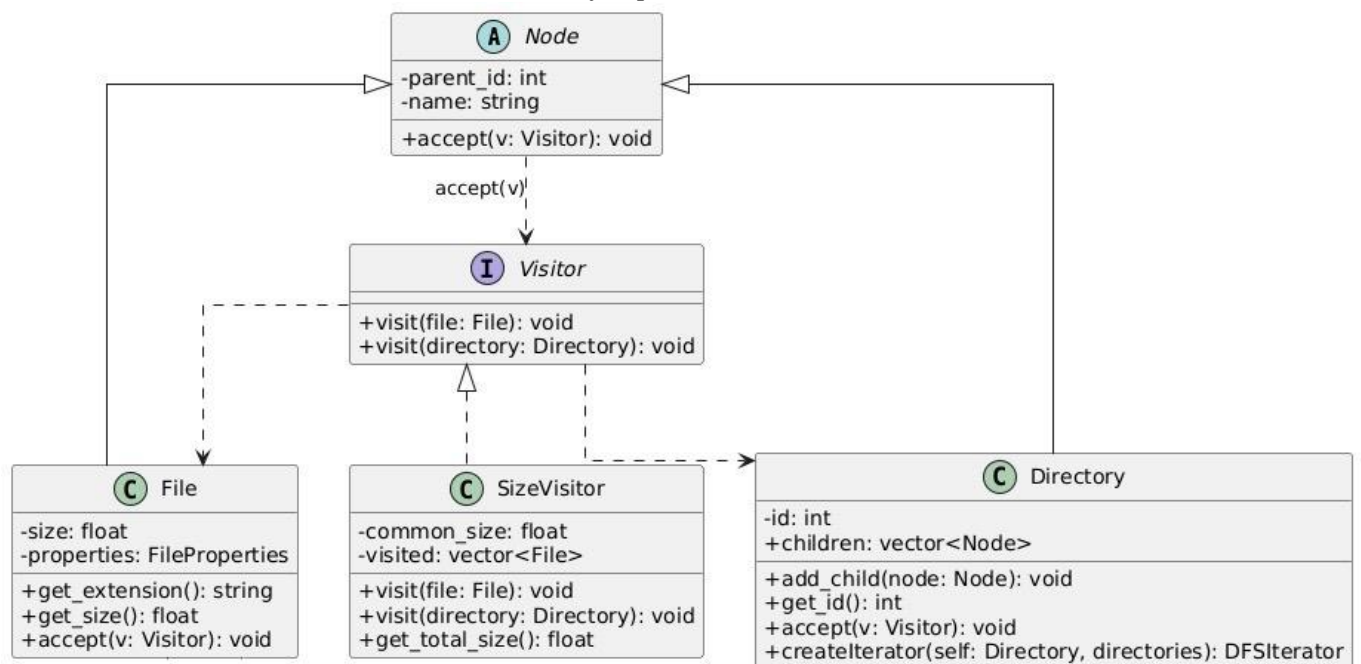 A Node
-parent_id: int
-name: string
+accept(v: Visitor): void
accept(v)
I Visitor
+visit(file: File): void
+visit(directory: Directory): void
C File
-size: float
-properties: FileProperties
+get_extension(): string
+get_size(): float
+accept(v: Visitor): void
C SizeVisitor
-common_size: float
-visited: vector<File>
+visit(file: File): void
+visit(directory: Directory): void
+get_total_size(): float
C Directory
-id: int
+children: vector<Node>
+add_child(node: Node): void
+get_id(): int
+accept(v: Visitor): void
+createIterator(self: Directory, directories): DFSIterator